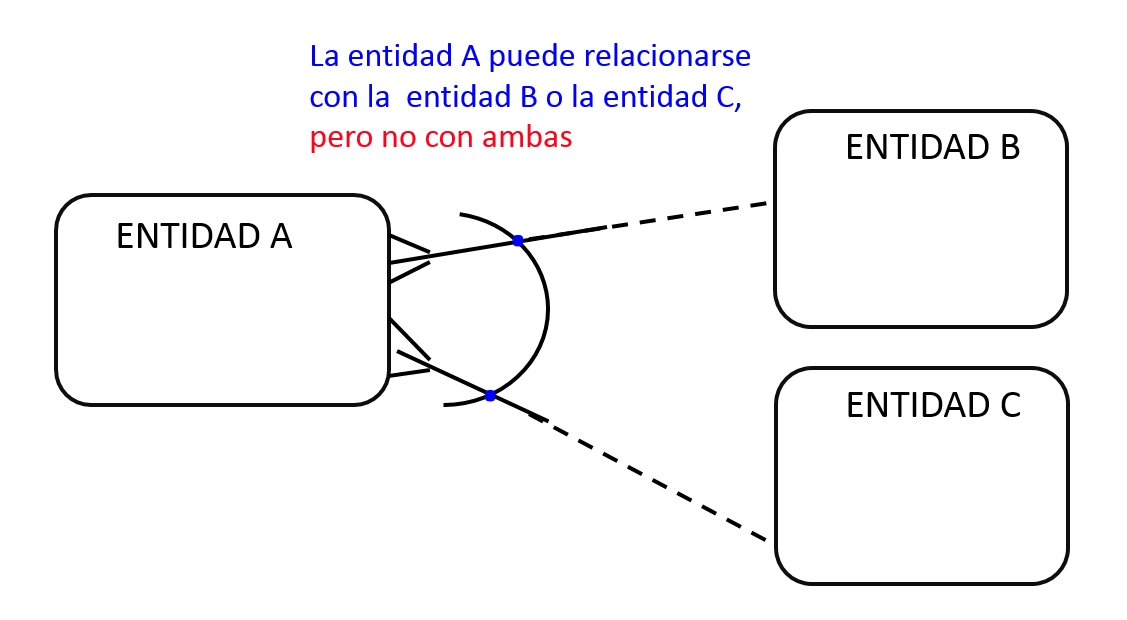 La entidad A puede relacionarse
con la  entidad B o la entidad C,
pero no con ambas
ENTIDAD B
ENTIDAD A
ENTIDAD C